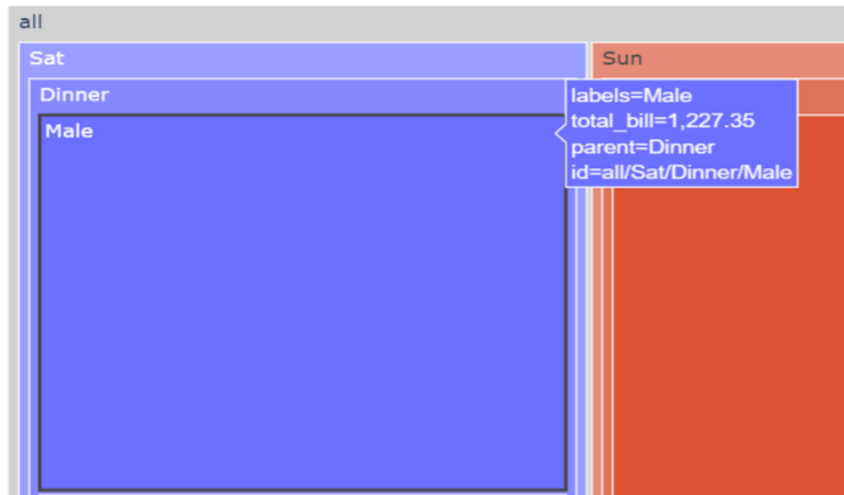 all
Sat
Sun
Dinner
Male
labels=Male
total_bill=1,227.35
parent=Dinner
id=all/Sat/Dinner/Male